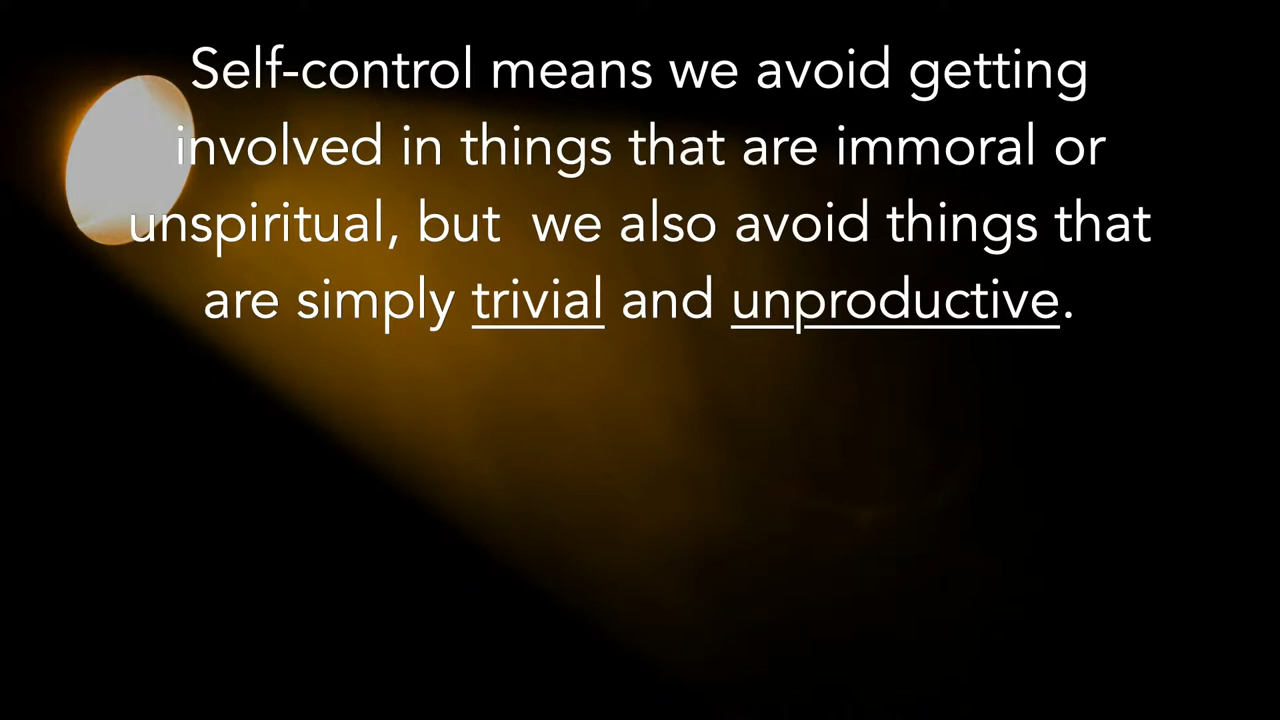 Self-control means we avoid getting
involved in things that are immoral or
unspiritual, but  we also avoid things that
are simply trivial and unproductive.